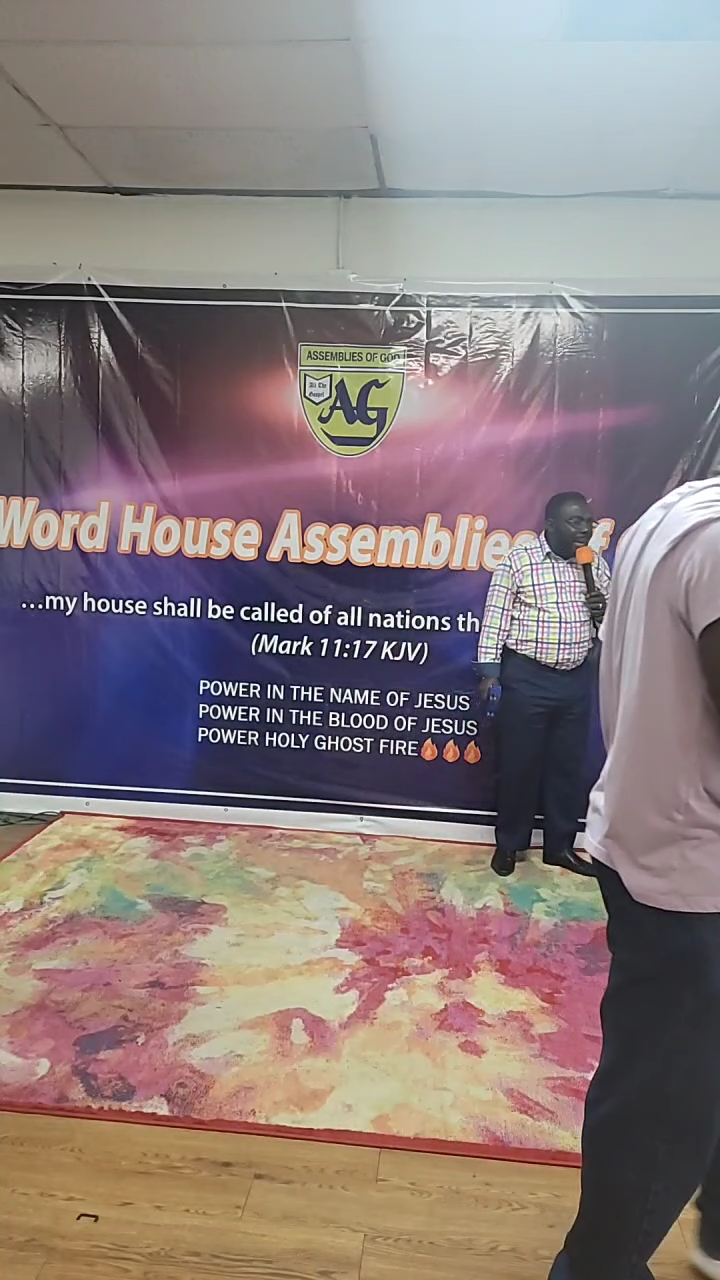 ASSEMBLIES OF GOD
All The
Gospel
AG
Word House Assemblies of
...my house shall be called of all nations th
(Mark 11:17 KJV)
POWER IN THE NAME OF JESUS
POWER IN THE BLOOD OF JESUS
POWER HOLY GHOST FIRE🔥🔥🔥